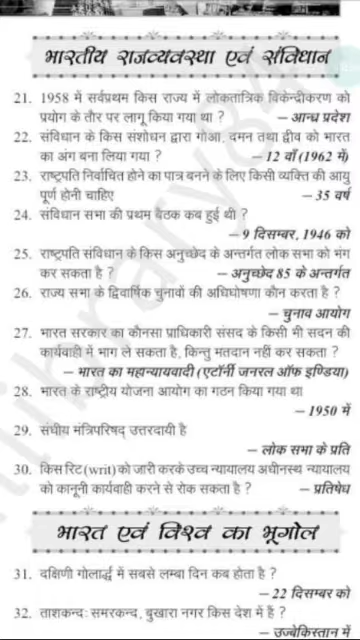 भारतीय राजव्यवस्था एवं संविधान
21. 1958 में सर्वप्रथम किस राज्य में लोकतांत्रिक विकेन्द्रीकरण को
प्रयोग के तौर पर लागू किया गया था ? – आन्ध्र प्रदेश
22. संविधान के किस संशोधन द्वारा गोआ, दमन तथा द्वीव को भारत
का अंग बना लिया गया ? – 12 वाँ (1962 में)
23. राष्ट्रपति निर्वाचित होने का पात्र बनने के लिए किसी व्यक्ति की आयु
पूर्ण होनी चाहिए – 35 वर्ष
24. संविधान सभा की प्रथम बैठक कब हुई थी ?
– 9 दिसम्बर, 1946 को
25. राष्ट्रपति संविधान के किस अनुच्छेद के अन्तर्गत लोक सभा को भंग
कर सकता है ? – अनुच्छेद 85 के अन्तर्गत
26. राज्य सभा के द्विवार्षिक चुनावों की अधिघोषणा कौन करता है ?
– चुनाव आयोग
27. भारत सरकार का कौनसा प्राधिकारी संसद के किसी भी सदन की
कार्यवाही में भाग ले सकता है, किन्तु मतदान नहीं कर सकता ?
– भारत का महान्यायवादी (एटॉर्नी जनरल ऑफ इण्डिया)
28. भारत के राष्ट्रीय योजना आयोग का गठन किया गया था
– 1950 में
29. संघीय मंत्रिपरिषद् उत्तरदायी है
– लोक सभा के प्रति
30. किस रिट (writ) को जारी करके उच्च न्यायालय अधीनस्थ न्यायालय
को कानूनी कार्यवाही करने से रोक सकता है ? – प्रतिषेध
भारत एवं विश्व का भूगोल
31. दक्षिणी गोलार्द्ध में सबसे लम्बा दिन कब होता है ?
– 22 दिसम्बर को
32. ताशकन्दः समरकन्द, बुखारा नगर किस देश में हैं ?
– उज्बेकिस्तान में